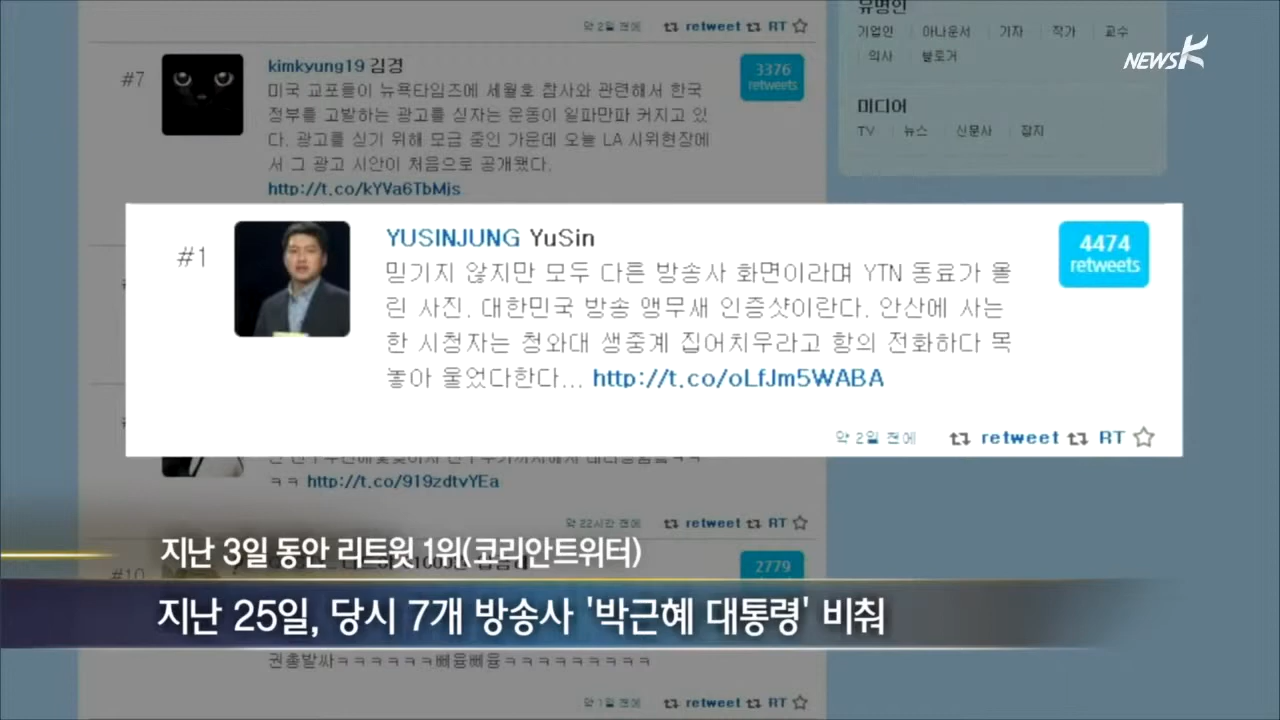 약 2일 전에 retweet RT
유명인
기업인 아나운서 기자 작가 교수
의사 블로거
NEWSK
미디어
TV 뉴스 신문사 잡지
#7
kimkyung19 김경
3376 retweets
미국 교포들이 뉴욕타임즈에 세월호 참사와 관련해서 한국
정부를 고발하는 광고를 싣자는 운동이 일파만파 커지고 있
다. 광고를 싣기 위해 모금 중인 가운데 오늘 LA 시위현장에
서 그 광고 시안이 처음으로 공개됐다.
http://t.co/kYVa6TbMjs
#1
YUSINJUNG YuSin
4474 retweets
믿기지 않지만 모두 다른 방송사 화면이라며 YTN 동료가 올
린 사진. 대한민국 방송 앵무새 인증샷이란다. 안산에 사는
한 시청자는 청와대 생중계 집어치우라고 항의 전화하다 목
놓아 울었다한다... http://t.co/oLfJm5WABA
약 2일 전에 retweet RT
ㅋㅋ http://t.co/919zdtvYEa
약 22시간 전에 retweet RT
지난 3일 동안 리트윗 1위(코리안트위터)
#10
2779
지난 25일, 당시 7개 방송사 '박근혜 대통령' 비춰
권총발싸ㅋㅋㅋㅋㅋㅋ삐융삐융ㅋㅋㅋㅋㅋㅋㅋㅋㅋ
약 1일 전에 retweet RT